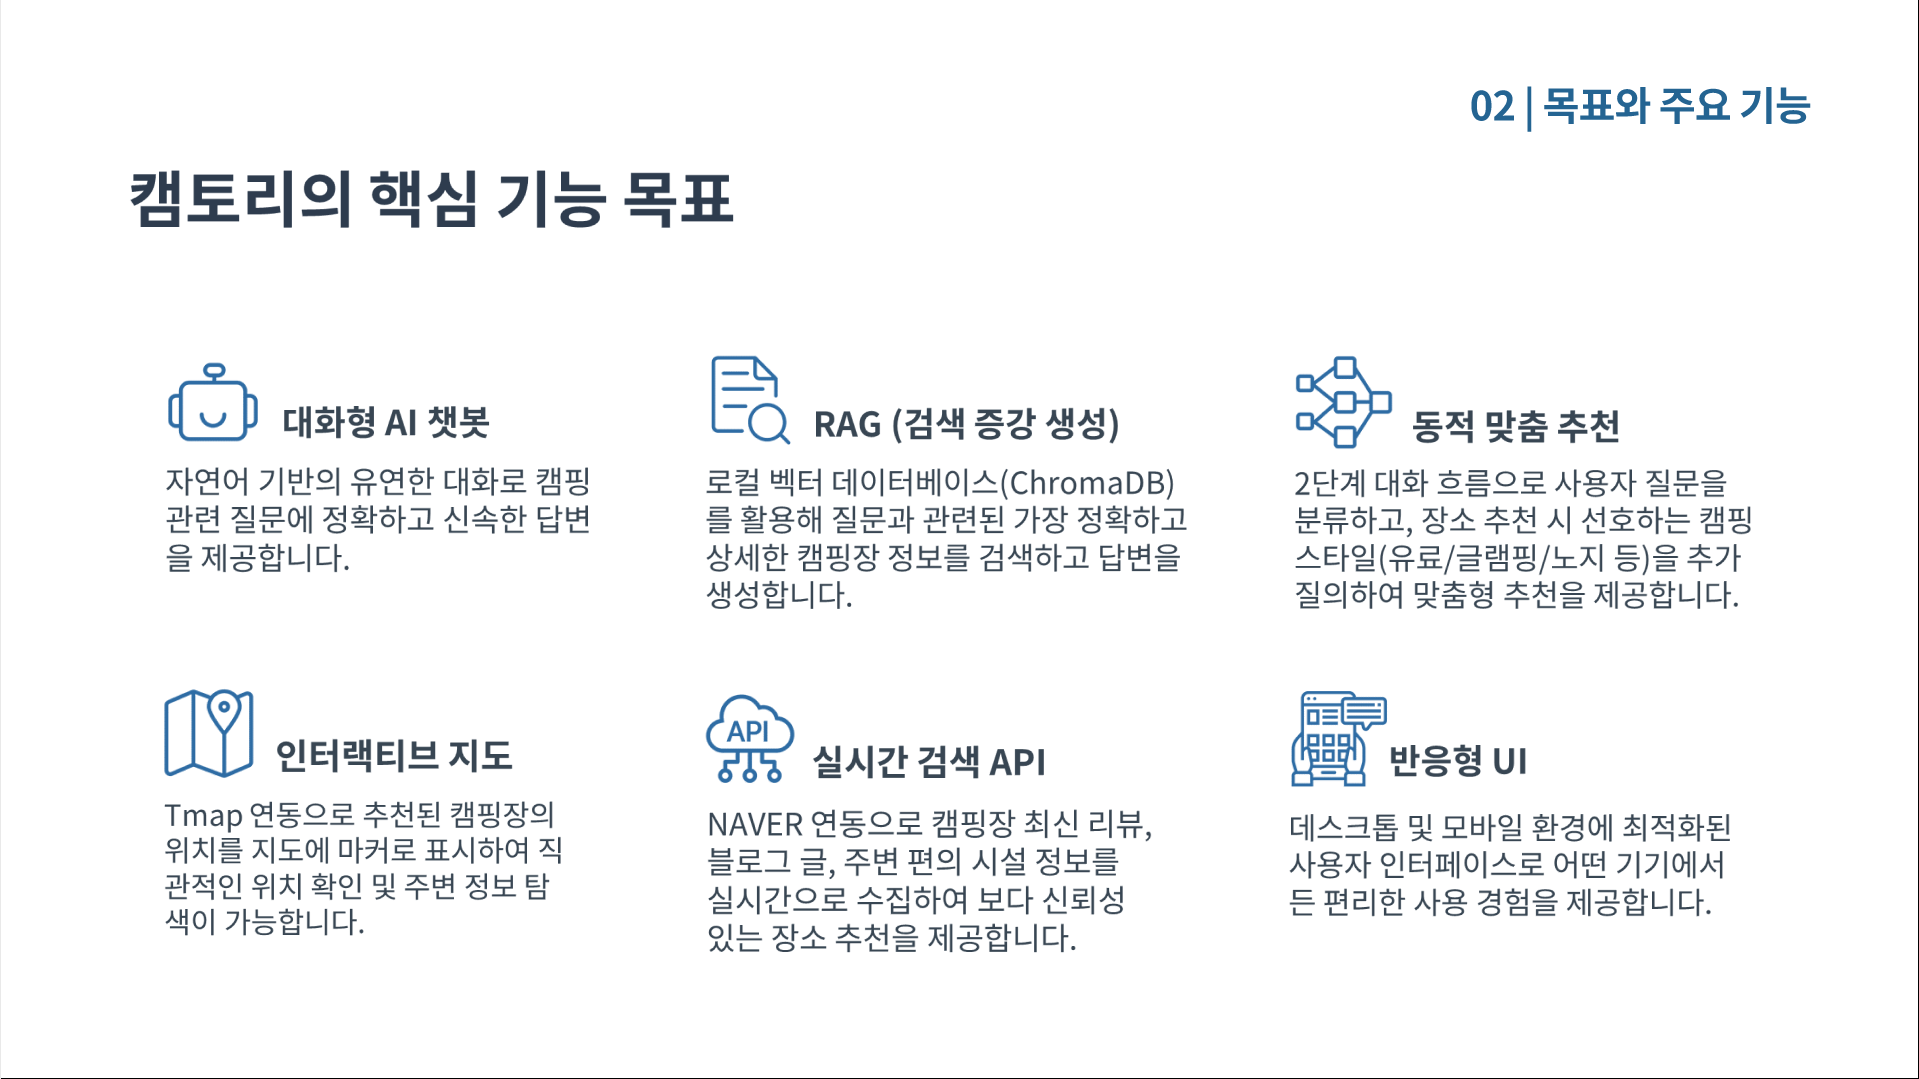 02 | 목표와 주요 기능
캠토리의 핵심 기능 목표
대화형 AI 챗봇
자연어 기반의 유연한 대화로 캠핑
관련 질문에 정확하고 신속한 답변
을 제공합니다.
RAG (검색 증강 생성)
로컬 벡터 데이터베이스(ChromaDB)
를 활용해 질문과 관련된 가장 정확하고
상세한 캠핑장 정보를 검색하고 답변을
생성합니다.
동적 맞춤 추천
2단계 대화 흐름으로 사용자 질문을
분류하고, 장소 추천 시 선호하는 캠핑
스타일(유료/글램핑/노지 등)을 추가
질의하여 맞춤형 추천을 제공합니다.
인터랙티브 지도
Tmap 연동으로 추천된 캠핑장의
위치를 지도에 마커로 표시하여 직
관적인 위치 확인 및 주변 정보 탐
색이 가능합니다.
API
실시간 검색 API
NAVER 연동으로 캠핑장 최신 리뷰,
블로그 글, 주변 편의 시설 정보를
실시간으로 수집하여 보다 신뢰성
있는 장소 추천을 제공합니다.
반응형 UI
데스크톱 및 모바일 환경에 최적화된
사용자 인터페이스로 어떤 기기에서
든 편리한 사용 경험을 제공합니다.